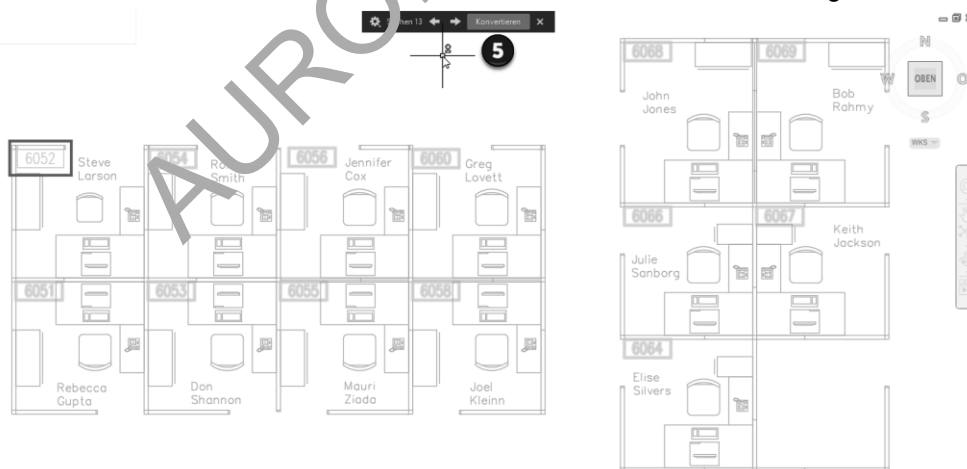 13
Konvertieren
5
N
W
OBEN
O
S
WKS
6052
Steve
Larson
6054
Smith
6056
Jennifer
Cox
6060
Greg
Lovett
6051
Rebecca
Gupta
6053
Don
Shannon
6055
Mauri
Ziada
6058
Joel
Kleinn
6068
John
Jones
6069
Bob
Rahmy
6066
Julie
Sanborg
6067
Keith
Jackson
6064
Elise
Silvers